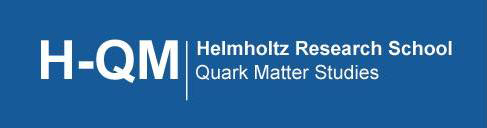 H-QM
Helmholtz Research School
Quark Matter Studies